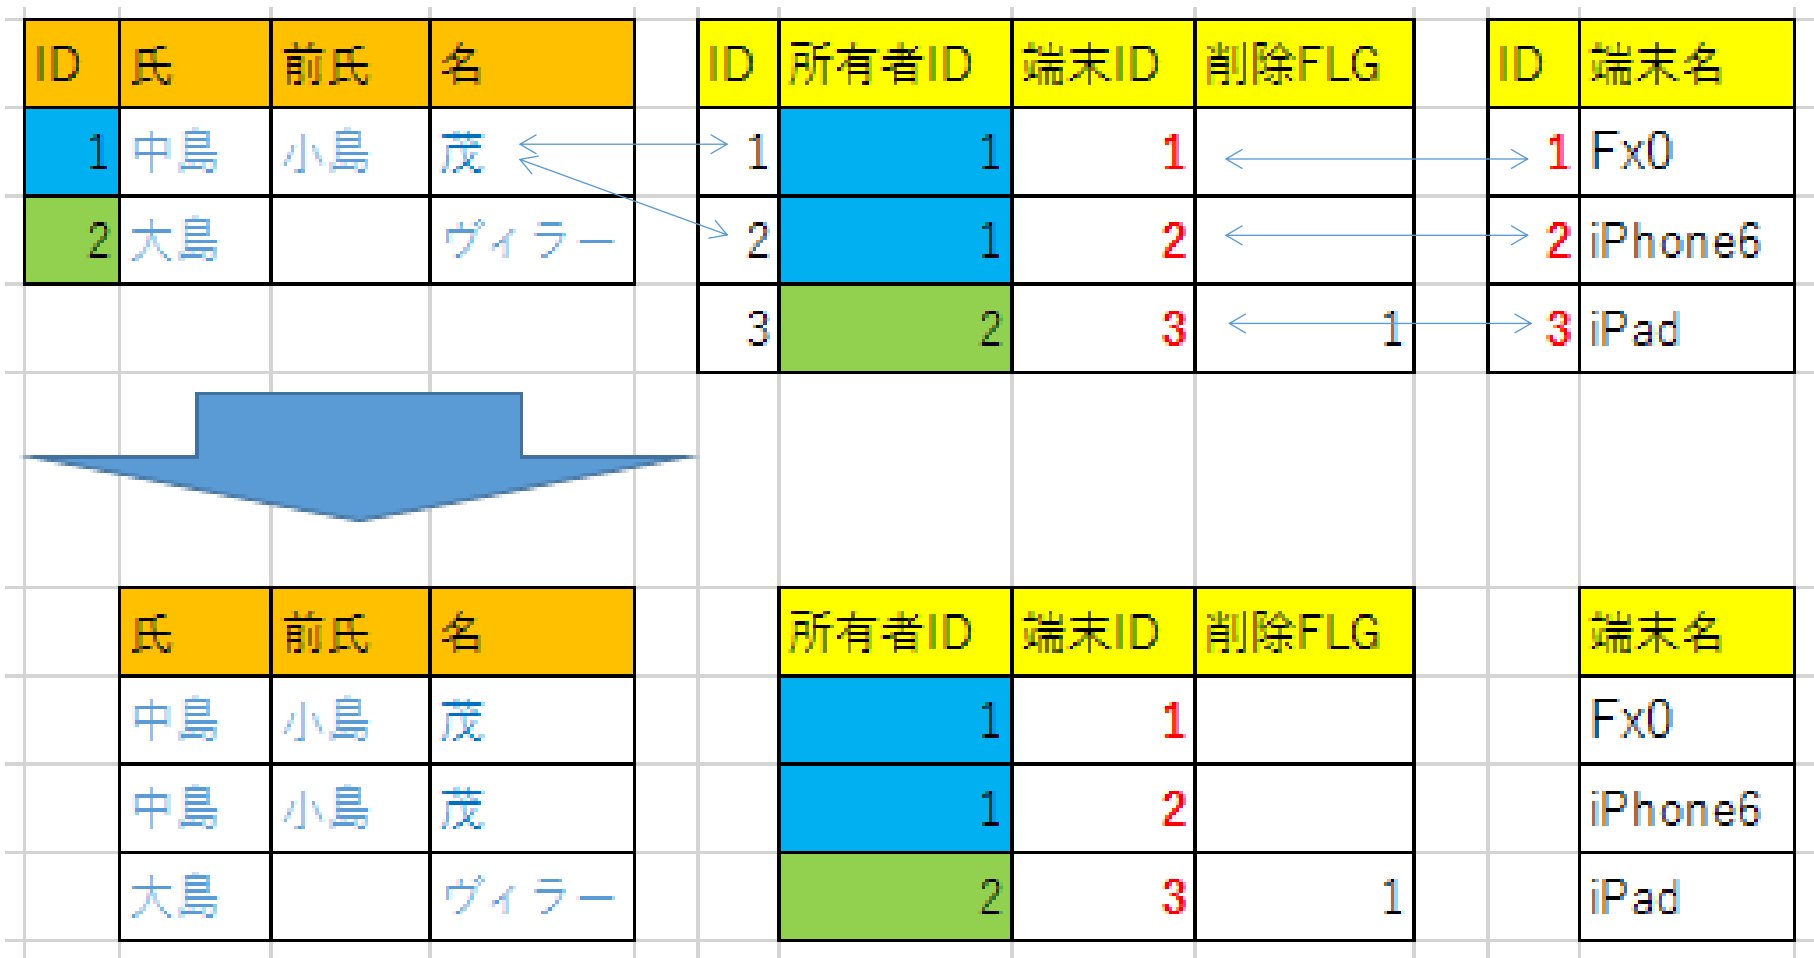 ID 氏 前氏 名 ID 所有者ID 端末ID 削除FLG ID 端末名
1 中島 小島 茂 1 1 1 1 Fx0
2 大島 ヴィラー 2 1 2 2 iPhone6
3 2 3 1 3 iPad
氏 前氏 名 所有者ID 端末ID 削除FLG 端末名
中島 小島 茂 1 1 Fx0
中島 小島 茂 1 2 iPhone6
大島 ヴィラー 2 3 1 iPad